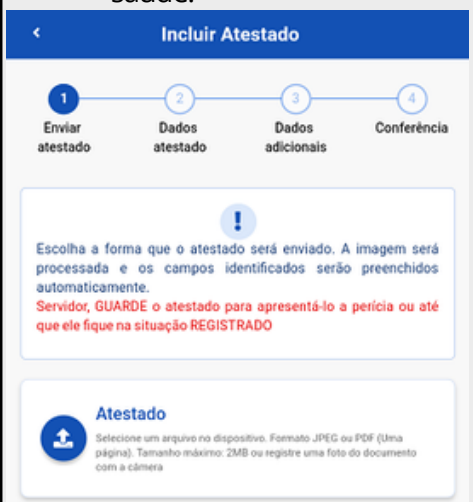 saúde.
Incluir Atestado
1
2
3
4
Enviar atestado
Dados atestado
Dados adicionais
Conferência
!
Escolha a forma que o atestado será enviado. A imagem será
processada e os campos identificados serão preenchidos
automaticamente.
Servidor, GUARDE o atestado para apresentá-lo a perícia ou até
que ele fique na situação REGISTRADO
Atestado
Selecione um arquivo no dispositivo. Formato JPEG ou PDF (Uma
página). Tamanho máximo: 2MB ou registre uma foto do documento
com a câmera